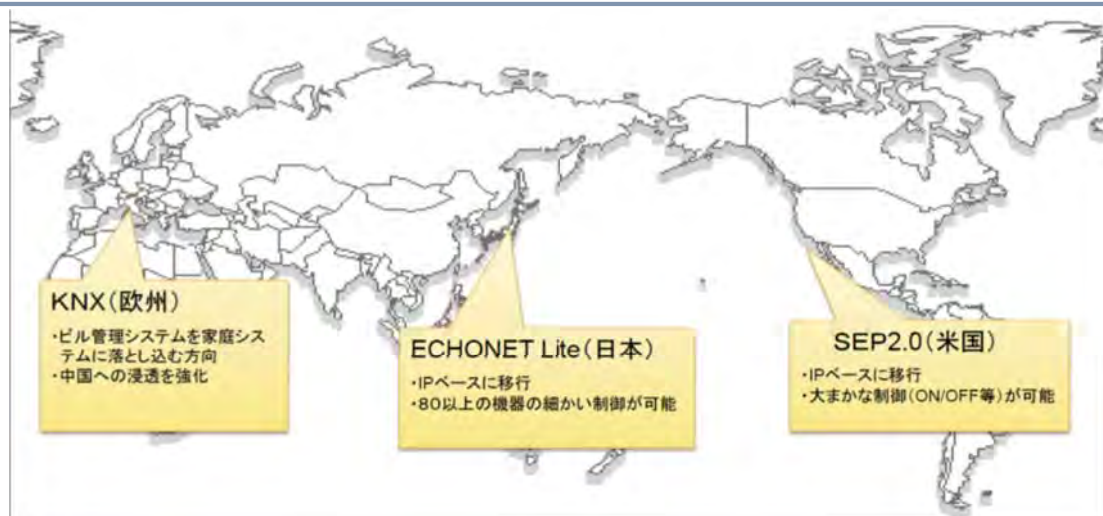 KNX(欧州)
・ビル管理システムを家庭シス
テムに落とし込む方向
・中国への浸透を強化
ECHONET Lite(日本)
・IPベースに移行
・80以上の機器の細かい制御が可能
SEP2.0(米国)
・IPベースに移行
・大まかな制御(ON/OFF等)が可能